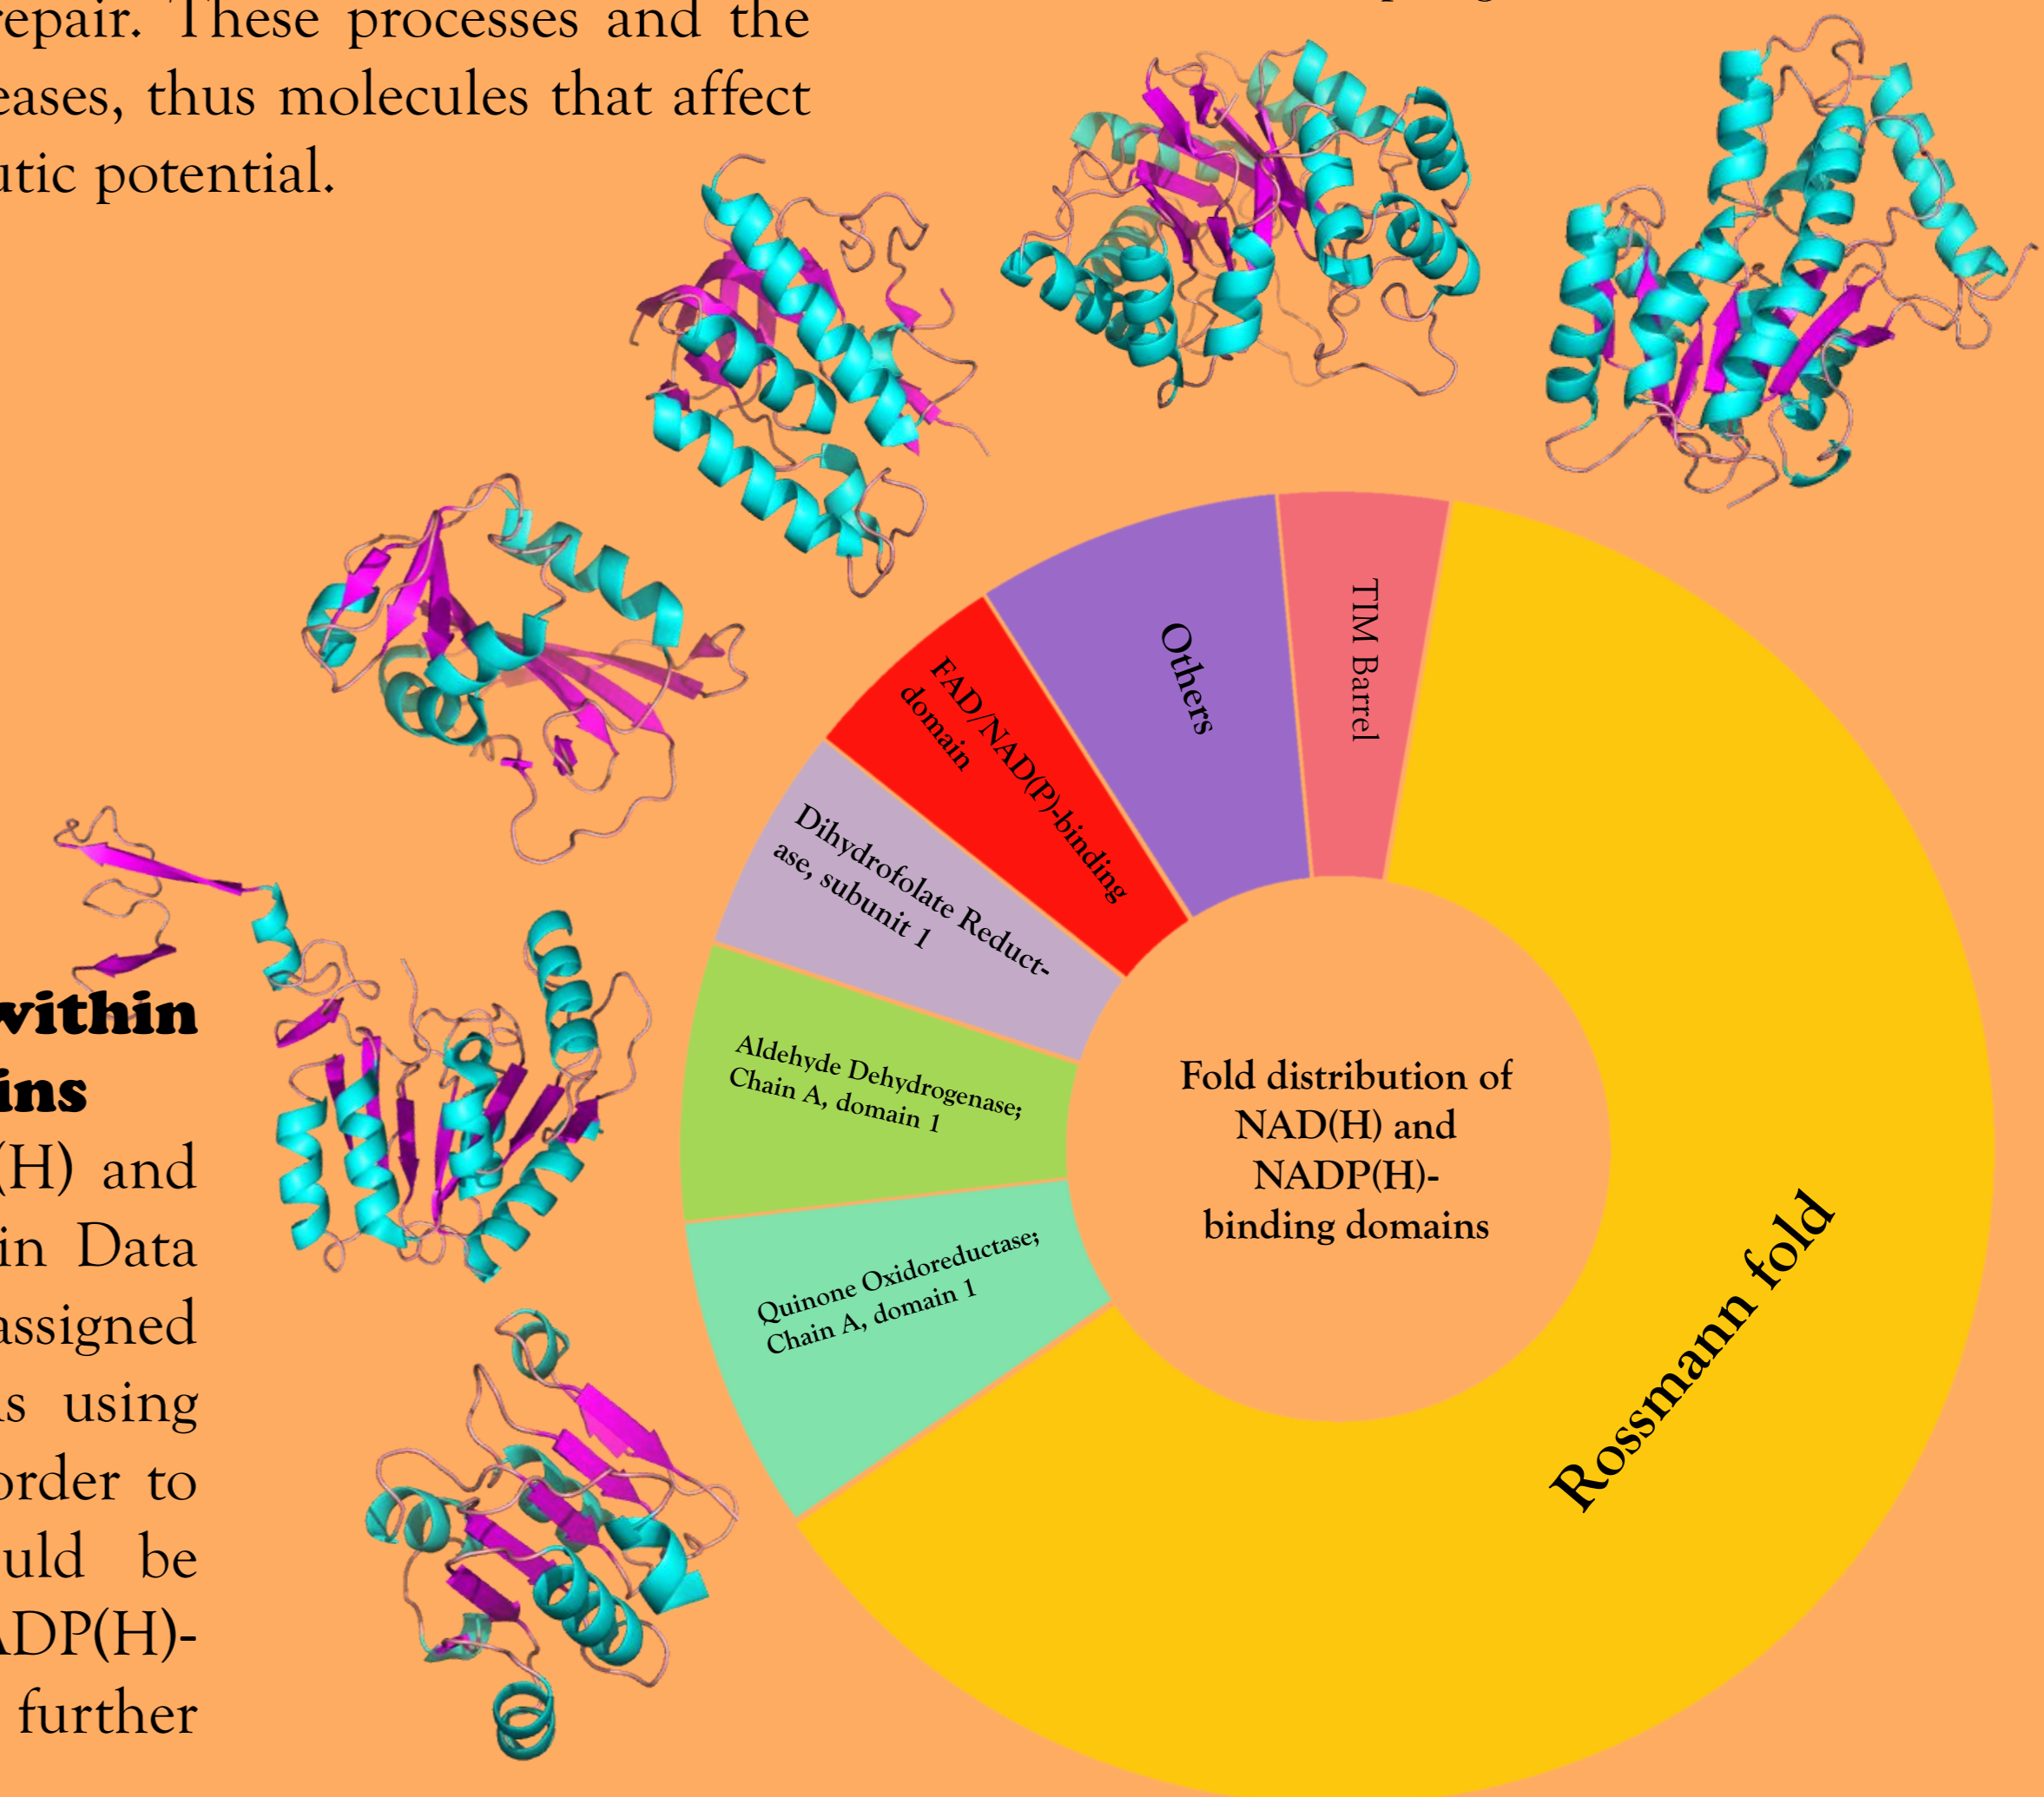 repair. These processes and the
eases, thus molecules that affect
utic potential.
TIM Barrel
Others
FAD/NAD(P)-binding
domain
Dihydrofolate Reduct-
ase, subunit 1
Aldehyde Dehydrogenase;
Chain A, domain 1
Quinone Oxidoreductase;
Chain A, domain 1
Rossmann fold
Fold distribution of
NAD(H) and
NADP(H)-
binding domains
within
ins
(H) and
in Data
assigned
s using
order to
uld be
ADP(H)-
further